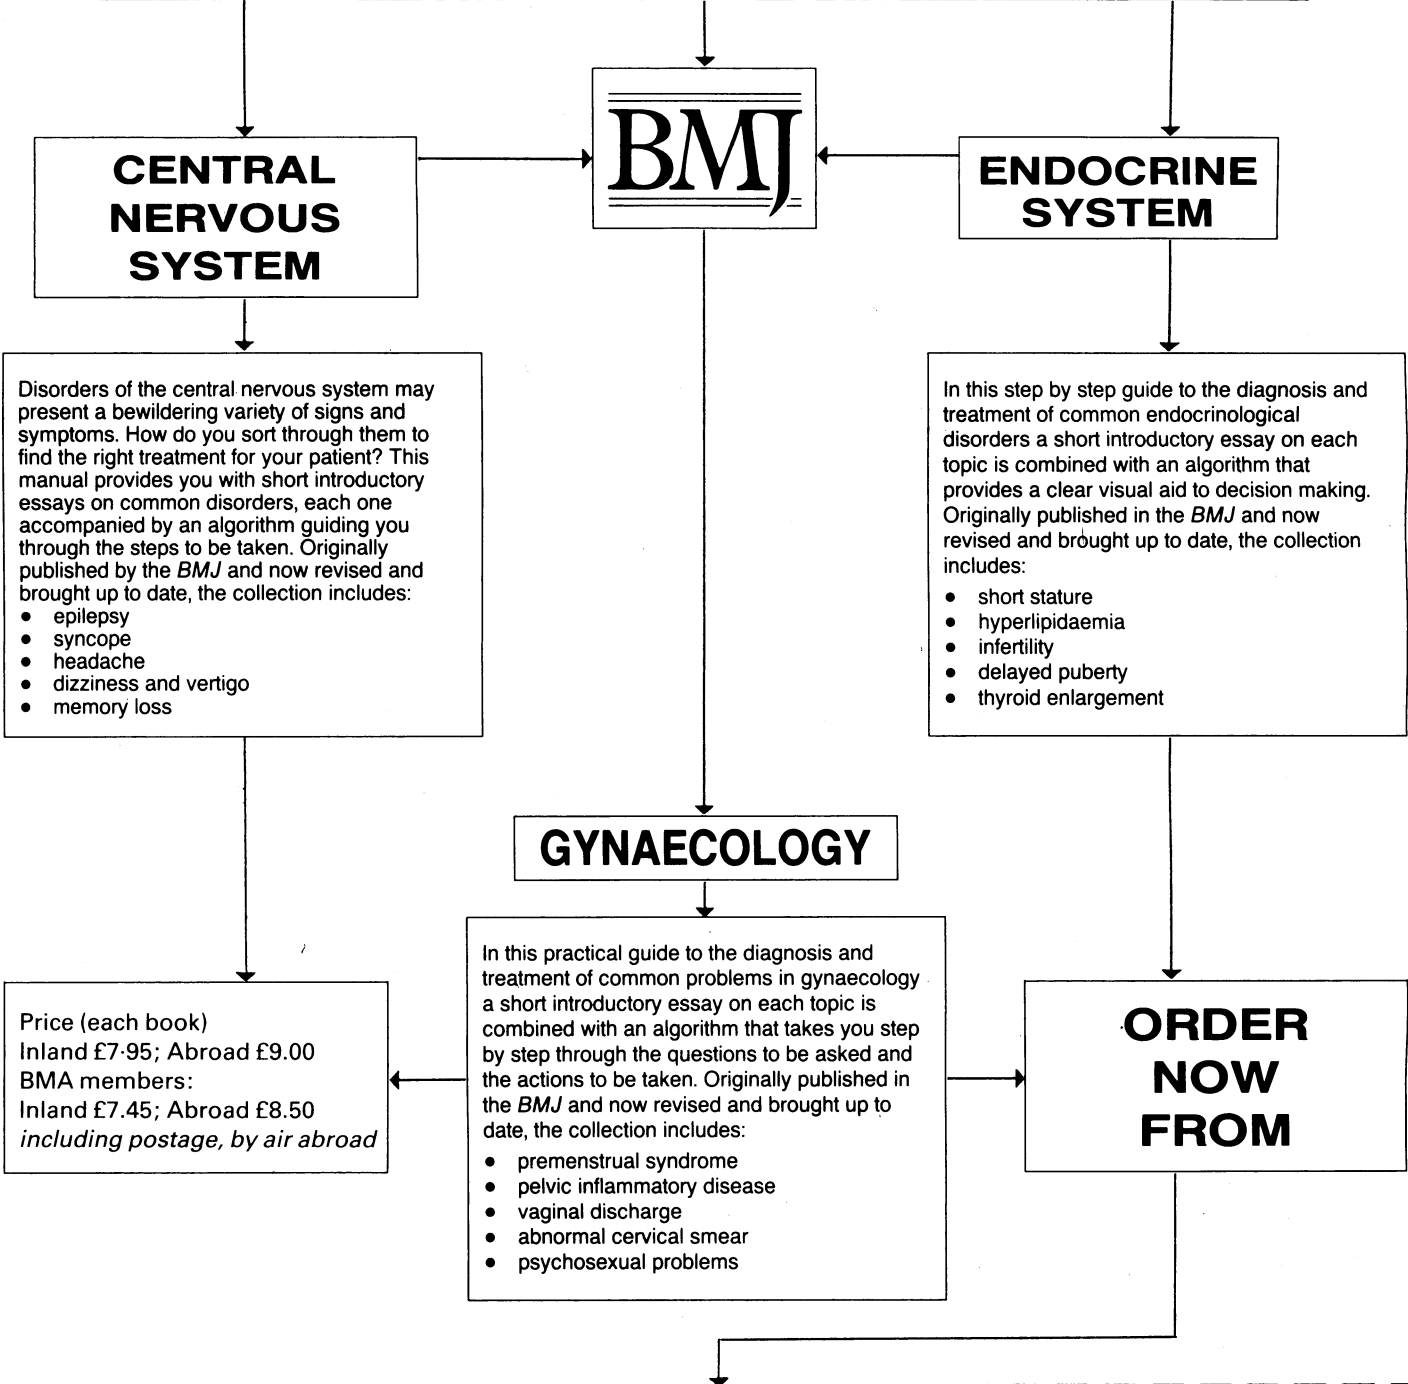 BMJ
CENTRAL
NERVOUS
SYSTEM
ENDOCRINE
SYSTEM
Disorders of the central nervous system may
present a bewildering variety of signs and
symptoms. How do you sort through them to
find the right treatment for your patient? This
manual provides you with short introductory
essays on common disorders, each one
accompanied by an algorithm guiding you
through the steps to be taken. Originally
published by the BMJ and now revised and
brought up to date, the collection includes:
• epilepsy
• syncope
• headache
• dizziness and vertigo
• memory loss
In this step by step guide to the diagnosis and
treatment of common endocrinological
disorders a short introductory essay on each
topic is combined with an algorithm that
provides a clear visual aid to decision making.
Originally published in the BMJ and now
revised and brought up to date, the collection
includes:
• short stature
• hyperlipidaemia
• infertility
• delayed puberty
• thyroid enlargement
GYNAECOLOGY
In this practical guide to the diagnosis and
treatment of common problems in gynaecology
a short introductory essay on each topic is
combined with an algorithm that takes you step
by step through the questions to be asked and
the actions to be taken. Originally published in
the BMJ and now revised and brought up to
date, the collection includes:
• premenstrual syndrome
• pelvic inflammatory disease
• vaginal discharge
• abnormal cervical smear
• psychosexual problems
Price (each book)
Inland £7·95; Abroad £9.00
BMA members:
Inland £7.45; Abroad £8.50
including postage, by air abroad
ORDER
NOW
FROM